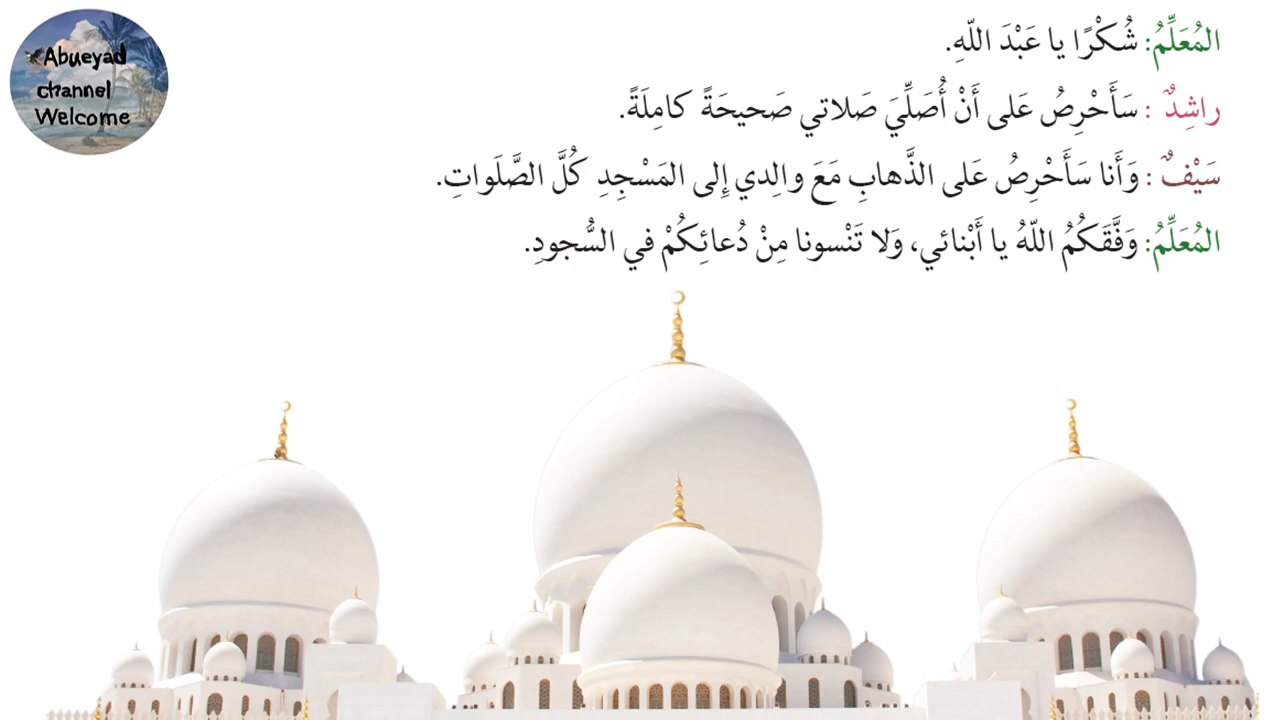 المُعَلِّمُ: شُكْرًا يا عَبْدَ اللّهِ.
راشِدٌ : سَأَحْرِصُ عَلى أَنْ أُصَلِّيَ صَلاتي صَحيحَةً كامِلَةً.
سَيْفٌ : وَأَنا سَأَحْرِصُ عَلى الذَّهابِ مَعَ والِدي إِلى المَسْجِدِ كُلَّ الصَّلَواتِ.
المُعَلِّمُ: وَفَّقَكُمُ اللّهُ يا أَبْنائي، وَلا تَنْسونا مِنْ دُعائِكُمْ في السُّجودِ.
Abueyad
channel
Welcome